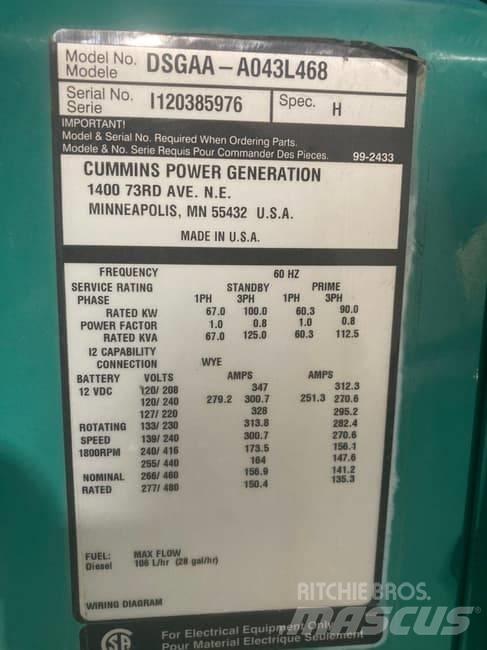 Model No. DSGAA-A043L468
Modele
Serial No. I120385976 Spec. H
Serie
IMPORTANT!
Model & Serial No. Required When Ordering Parts.
Modele & No. Serie Requis Pour Commander Des Pieces. 99-2433
CUMMINS POWER GENERATION
1400 73RD AVE. N.E.
MINNEAPOLIS, MN 55432 U.S.A.
MADE IN U.S.A.
FREQUENCY 60 HZ
SERVICE RATING STANDBY PRIME
PHASE 1PH 3PH 1PH 3PH
RATED KW 67.0 100.0 60.3 90.0
POWER FACTOR 1.0 0.8 1.0 0.8
RATED KVA 67.0 125.0 60.3 112.5
I2 CAPABILITY
CONNECTION WYE
BATTERY VOLTS AMPS AMPS
12 VDC 120/208 347 312.3
120/240 279.2 300.7 251.3 270.6
127/220 328 295.2
ROTATING 133/230 313.8 282.4
SPEED 139/240 300.7 270.6
1800RPM 240/416 173.5 156.1
255/440 164 147.6
NOMINAL 266/460 156.9 141.2
RATED 277/480 150.4 135.3
FUEL: MAX FLOW
Diesel 106 L/hr (28 gal/hr)
WIRING DIAGRAM
SA
For Electrical Equipment Only
Pour Material Electrique Seulement
RITCHIE BROS.
MASCUS